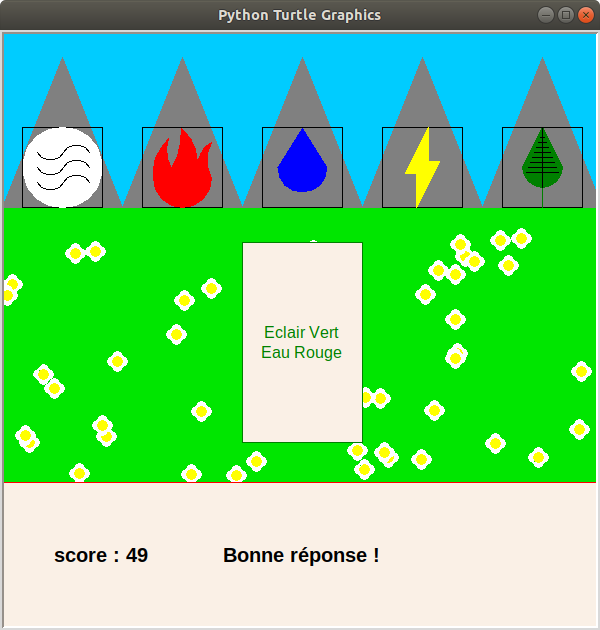 Python Turtle Graphics
Eclair Vert
Eau Rouge
score : 49
Bonne réponse !